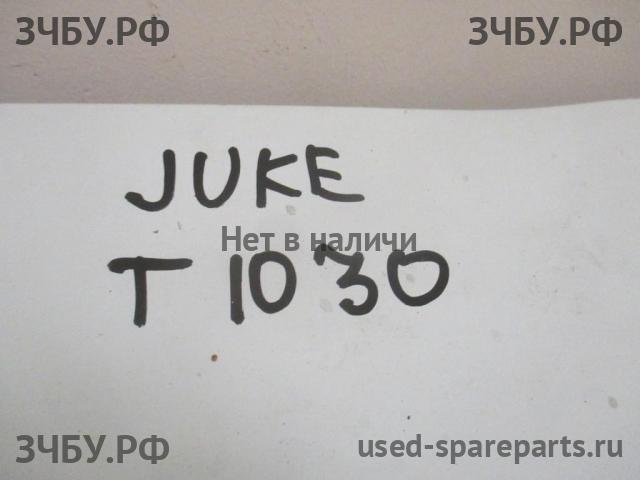 ЗЧБУ.РФ ЗЧБУ.РФ
JUKE
Нет в наличи
T 1030
ЗЧБУ.РФ used-spareparts.ru